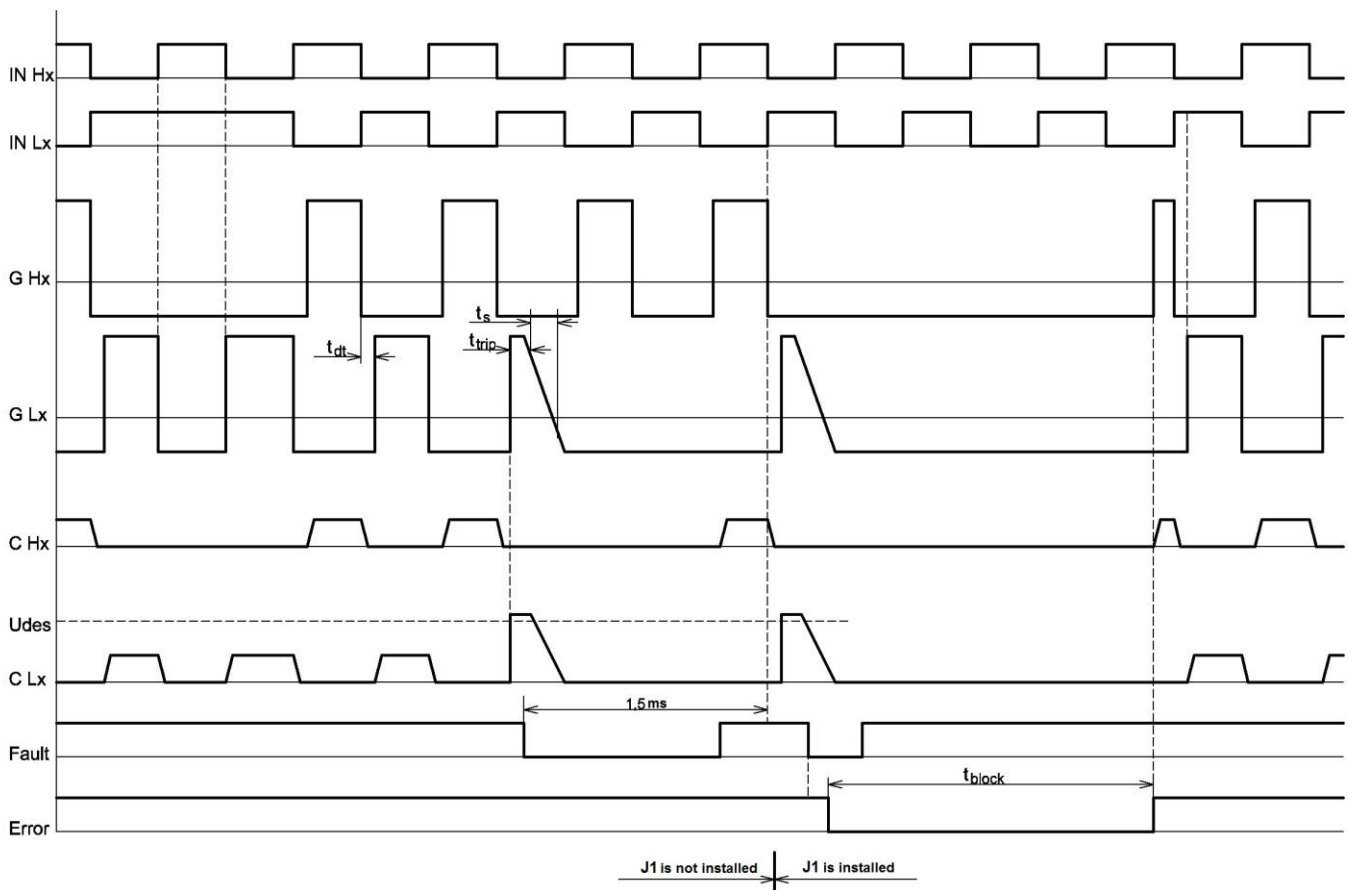 IN Hx
IN Lx
G Hx
ts
tdt
ttrip
G Lx
C Hx
Udes
C Lx
1,5 ms
Fault
tblock
Error
J1 is not installed
J1 is installed